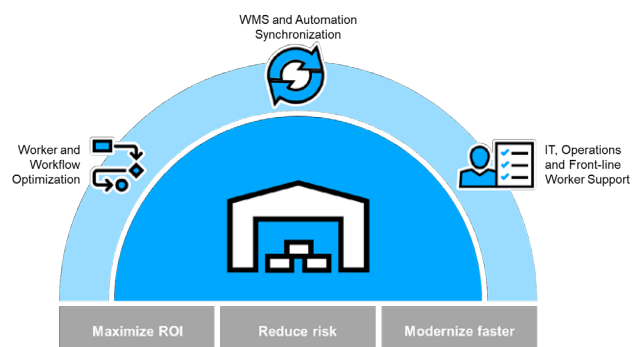 WMS and Automation
Synchronization
Worker and
Workflow
Optimization
IT, Operations
and Front-line
Worker Support
Maximize ROI
Reduce risk
Modernize faster